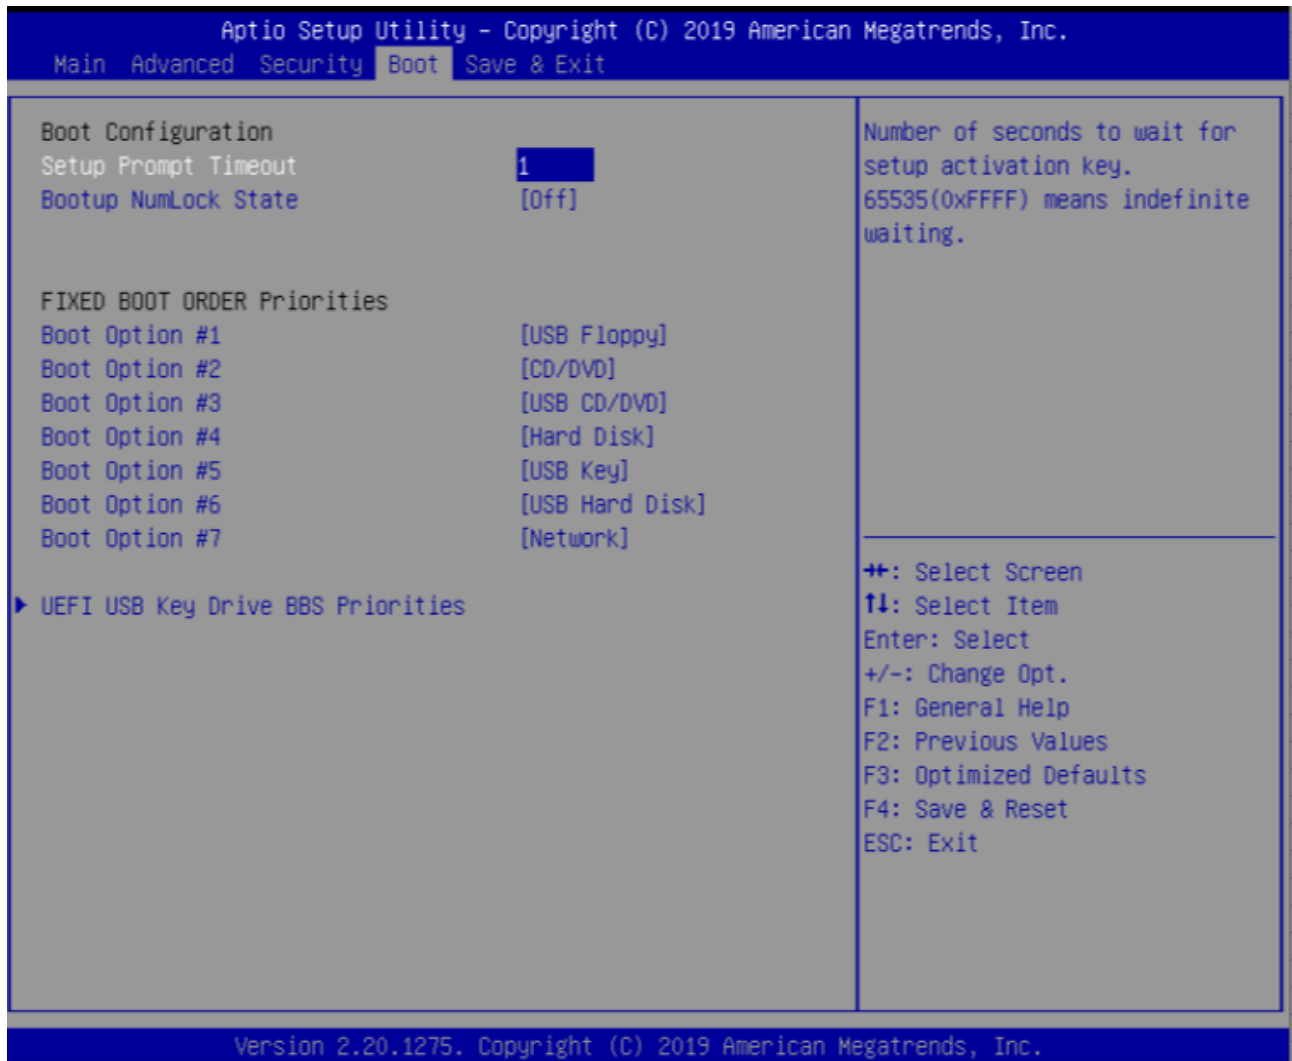 Aptio Setup Utility – Copyright (C) 2019 American Megatrends, Inc.
Main Advanced Security Boot Save & Exit
Boot Configuration
Setup Prompt Timeout 1
Bootup NumLock State [Off]
FIXED BOOT ORDER Priorities
Boot Option #1 [USB Floppy]
Boot Option #2 [CD/DVD]
Boot Option #3 [USB CD/DVD]
Boot Option #4 [Hard Disk]
Boot Option #5 [USB Key]
Boot Option #6 [USB Hard Disk]
Boot Option #7 [Network]
UEFI USB Key Drive BBS Priorities
Number of seconds to wait for
setup activation key.
65535(0xFFFF) means indefinite
waiting.
→←: Select Screen
↑↓: Select Item
Enter: Select
+/–: Change Opt.
F1: General Help
F2: Previous Values
F3: Optimized Defaults
F4: Save & Reset
ESC: Exit
Version 2.20.1275. Copyright (C) 2019 American Megatrends, Inc.